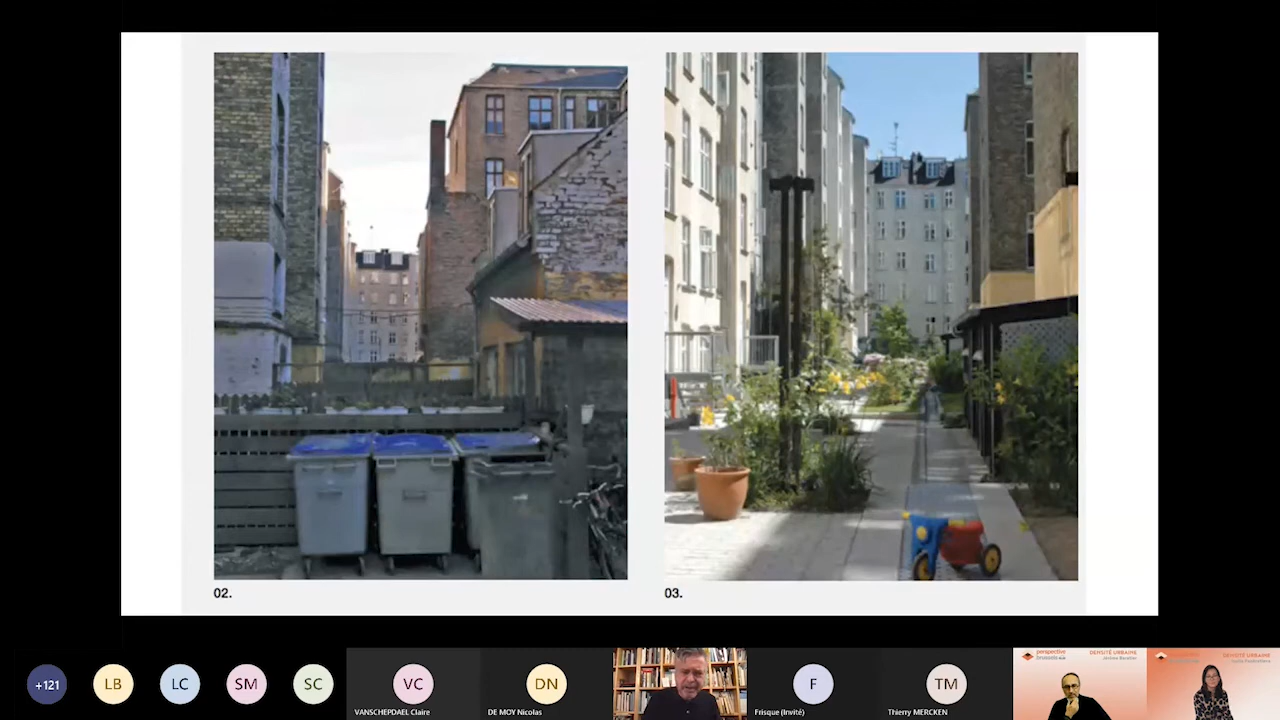 02.
03.
+121
LB
LC
SM
SC
VC
VANSCHEPDAEL Claire
DN
DE MOY Nicolas
F
Frisque (Invité)
TM
Thierry MERCKEN
perspective
DENSITÉ URBAINE
DENSITÉ URBAINE